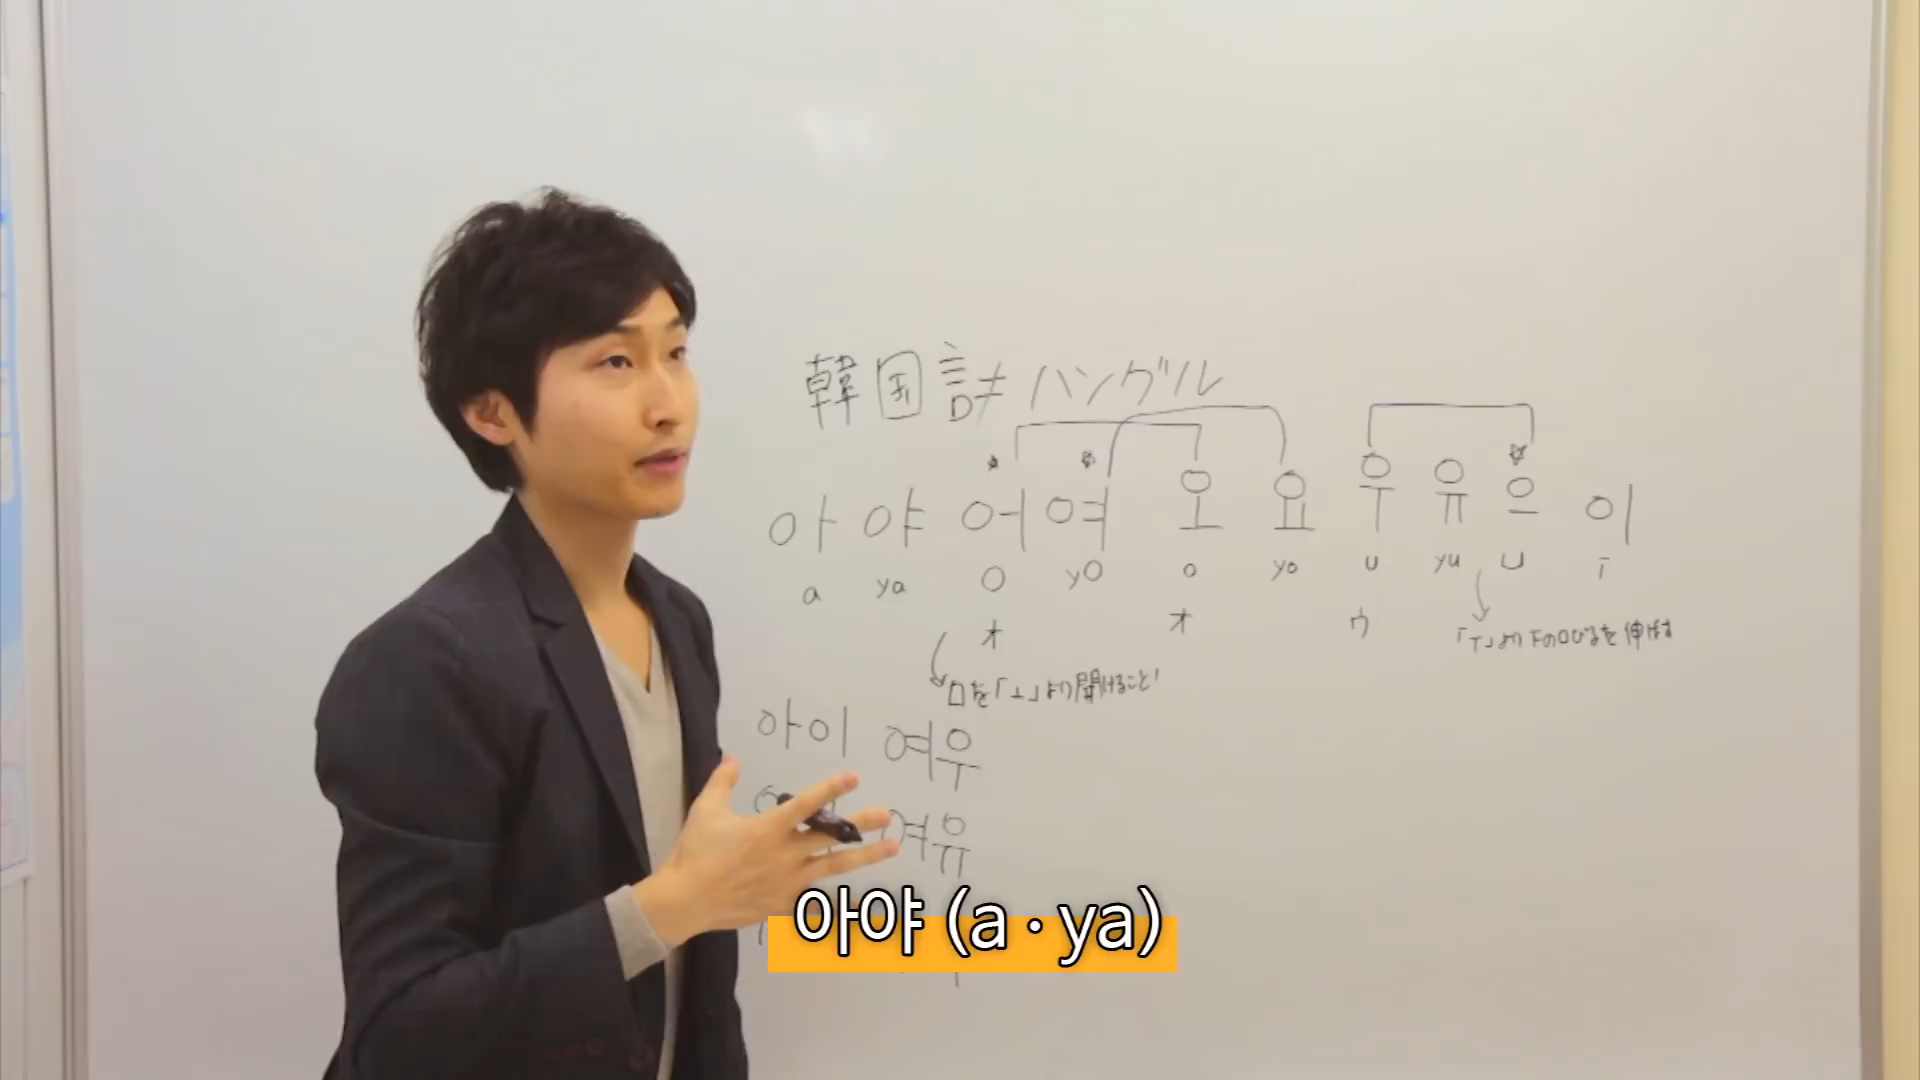 韓国語≠ハングル
아 야 어 여 오 요 우 유 으 이
a ya O yO o yo u yu U i
オ オ ウ
口を「ㅗ」より開けること!
「ㅜ」より下の口びるを伸ばす
아이 여우
여유
아야 (a・ya)